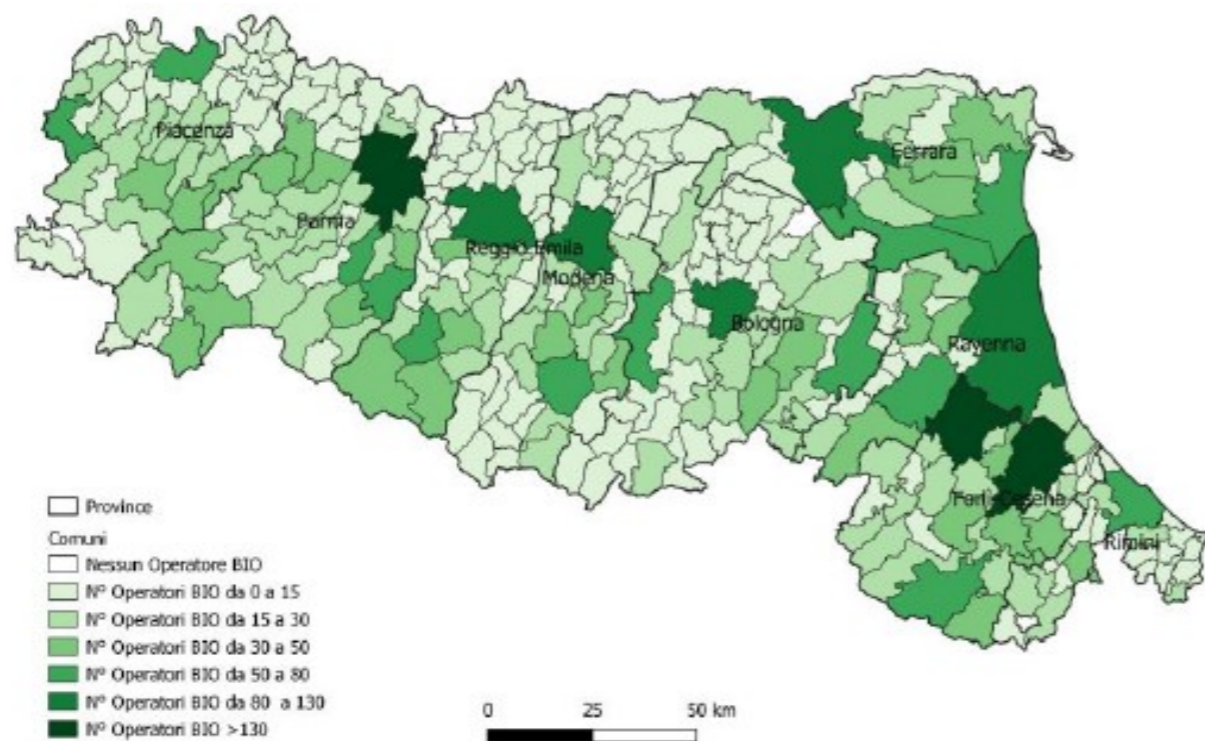 Piacenza
Ferrara
Parma
Reggio Emila
Modena
Bologna
Ravenna
Forlì-Cesena
Rimini
Province
Comuni
Nessun Operatore BIO
N° Operatori BIO da 0 a 15
N° Operatori BIO da 15 a 30
N° Operatori BIO da 30 a 50
N° Operatori BIO da 50 a 80
N° Operatori BIO da 80 a 130
N° Operatori BIO >130
0 25 50 km